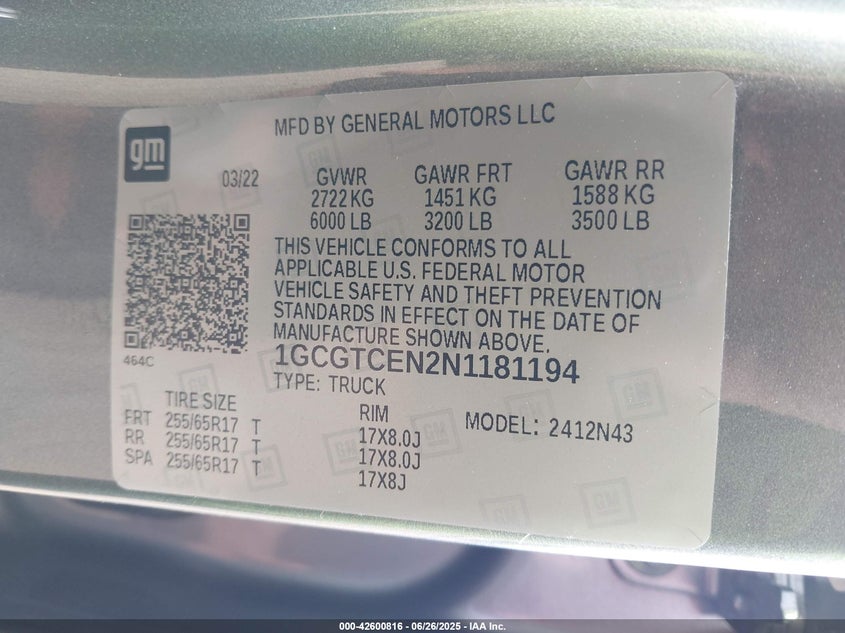 gm
MFD BY GENERAL MOTORS LLC
03/22
GVWR GAWR FRT GAWR RR
2722 KG 1451 KG 1588 KG
6000 LB 3200 LB 3500 LB
THIS VEHICLE CONFORMS TO ALL
APPLICABLE U.S. FEDERAL MOTOR
VEHICLE SAFETY AND THEFT PREVENTION
STANDARDS IN EFFECT ON THE DATE OF
MANUFACTURE SHOWN ABOVE.
464C
1GCGTCEN2N1181194
TYPE: TRUCK
TIRE SIZE RIM
FRT 255/65R17 T 17X8.0J
RR 255/65R17 T 17X8.0J
SPA 255/65R17 T 17X8J
MODEL: 2412N43
000-42600816 - 06/26/2025 - IAA Inc.